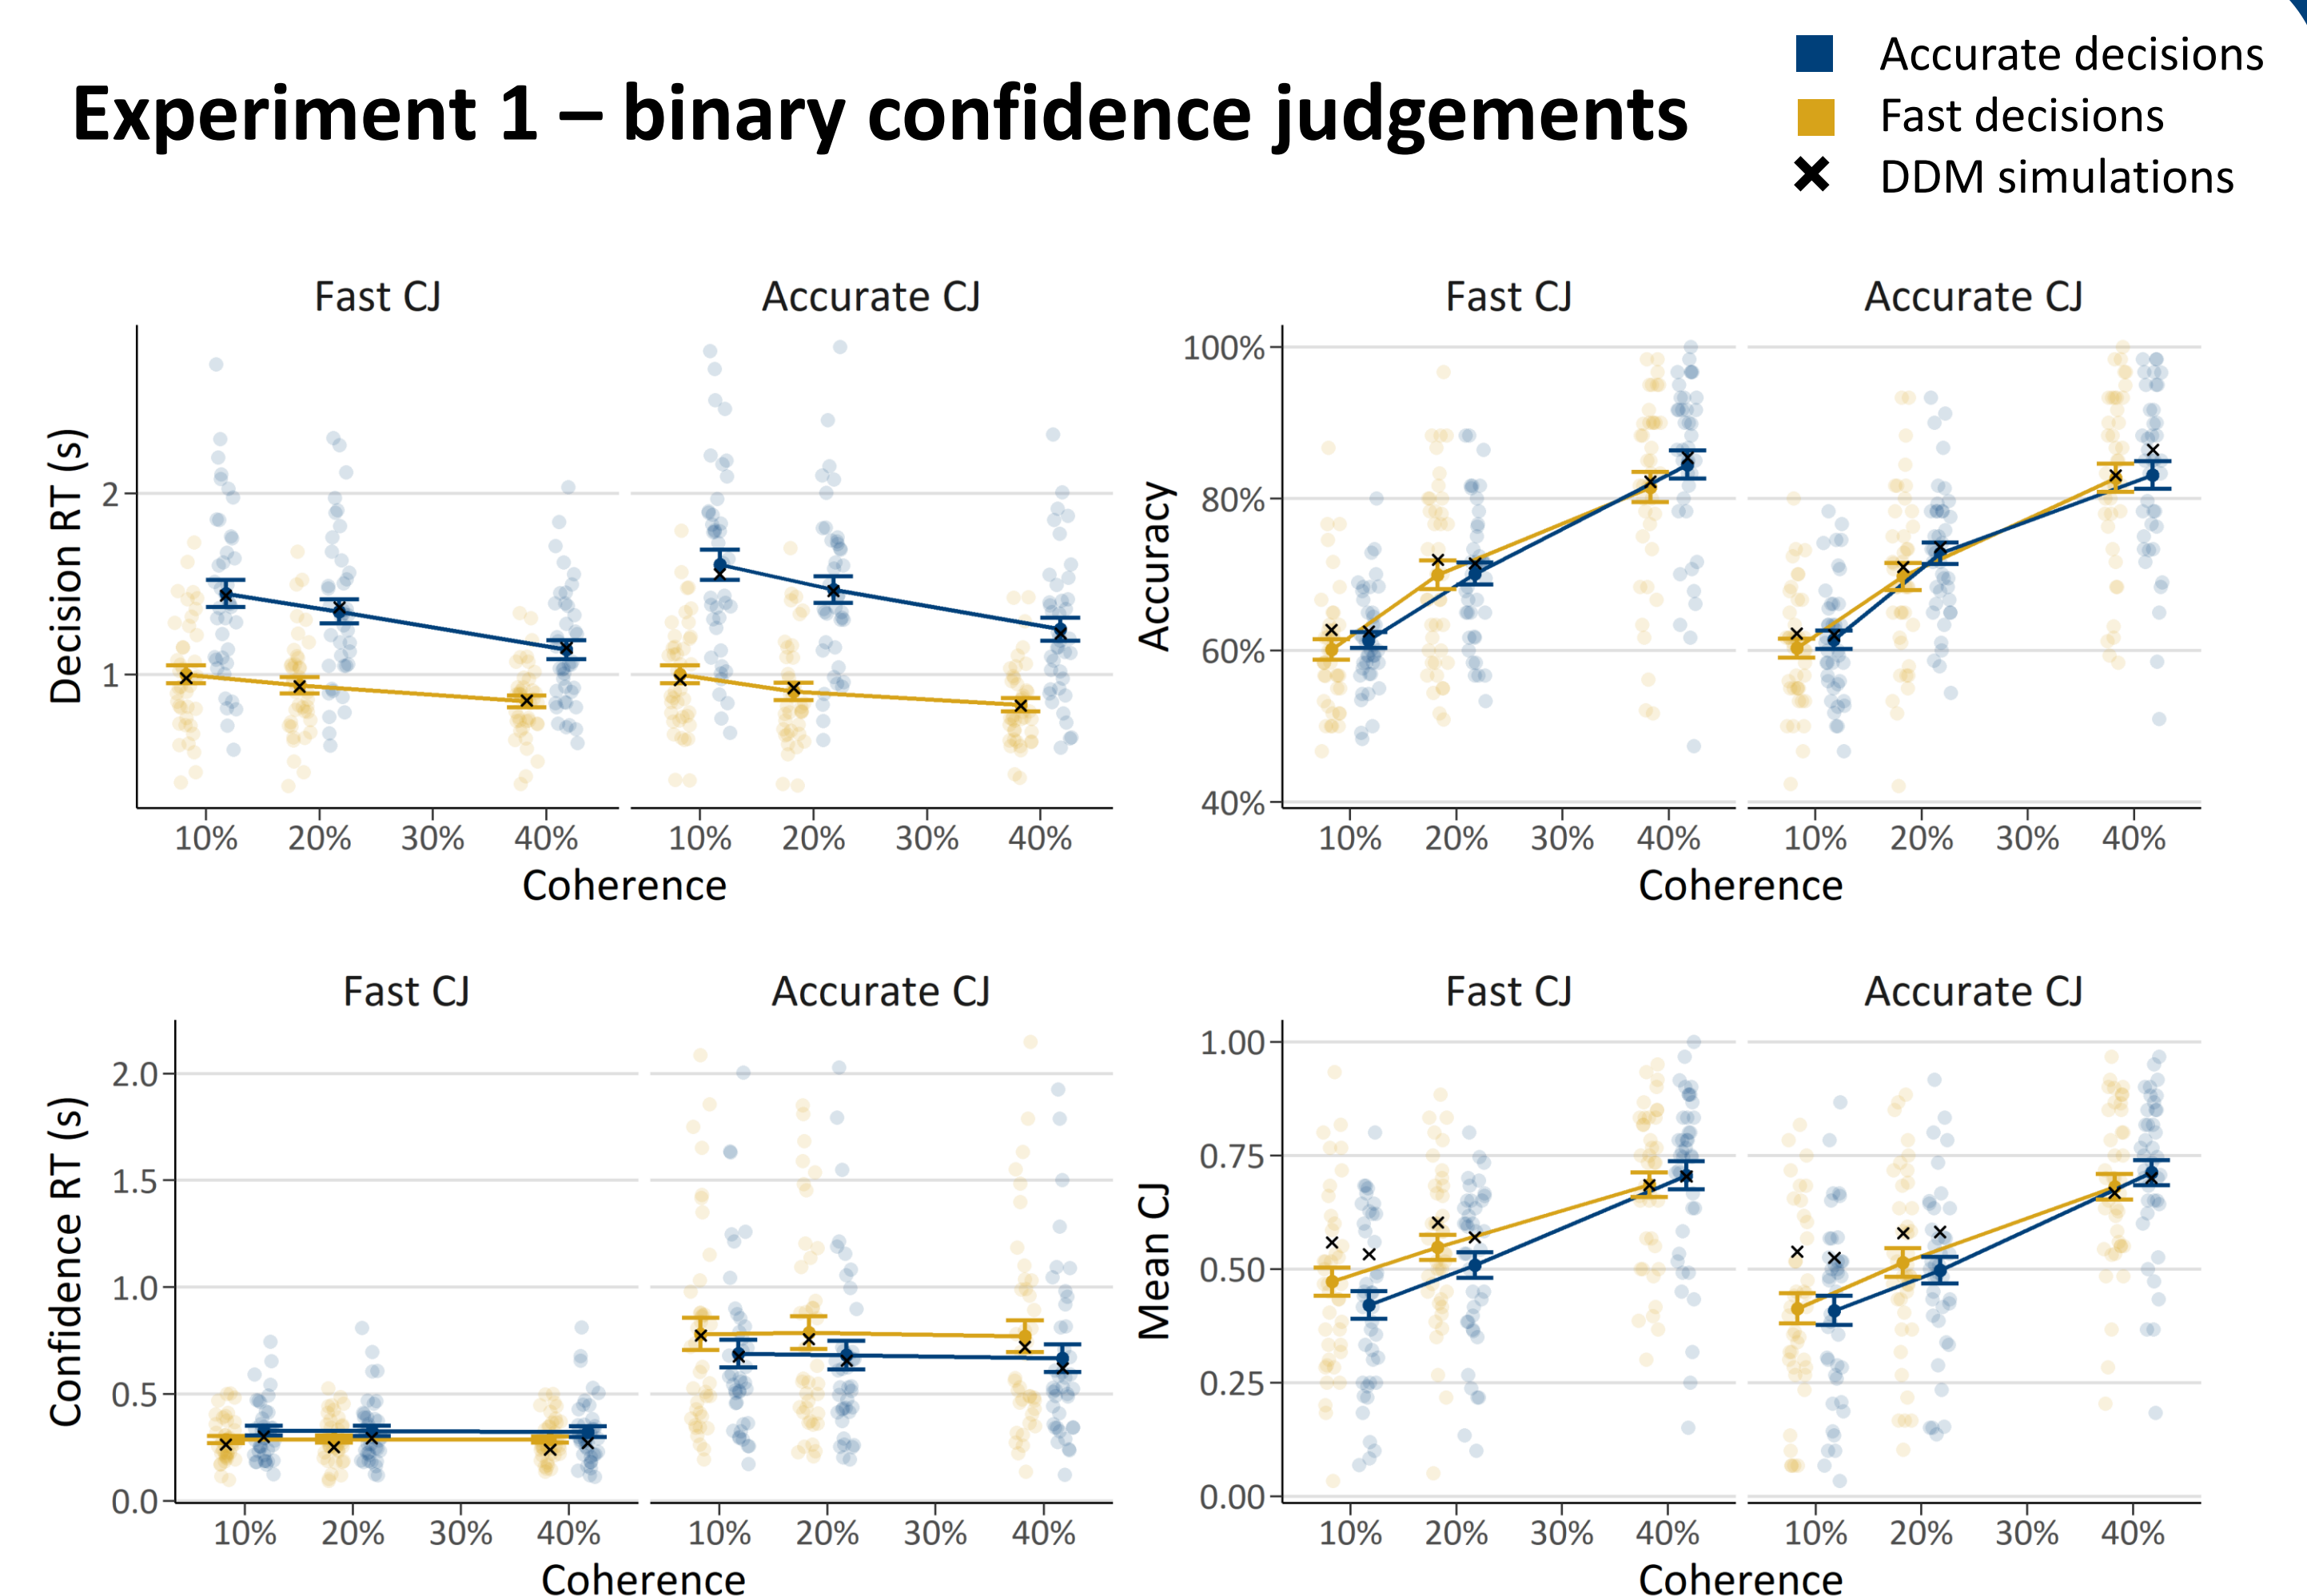 Experiment 1 – binary confidence judgements
Accurate decisions
Fast decisions
DDM simulations
Fast CJ
Accurate CJ
Decision RT (s)
2
1
10% 20% 30% 40%
10% 20% 30% 40%
Coherence
Fast CJ
Accurate CJ
Accuracy
100%
80%
60%
40%
10% 20% 30% 40%
10% 20% 30% 40%
Coherence
Fast CJ
Accurate CJ
Confidence RT (s)
2.0
1.5
1.0
0.5
0.0
10% 20% 30% 40%
10% 20% 30% 40%
Coherence
Fast CJ
Accurate CJ
Mean CJ
1.00
0.75
0.50
0.25
0.00
10% 20% 30% 40%
10% 20% 30% 40%
Coherence